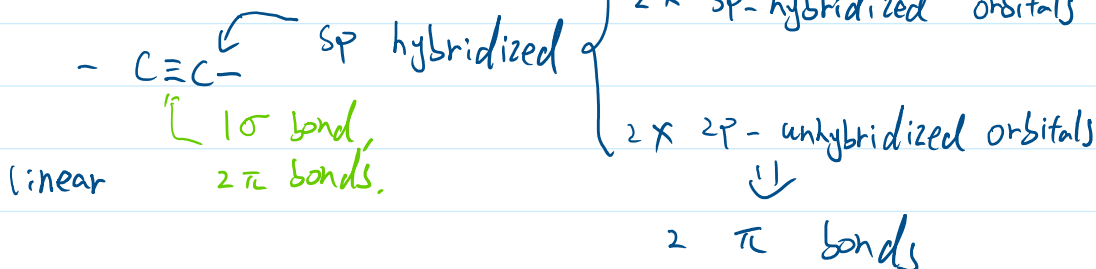 2 x sp-hybridized orbitals
- C≡C- sp hybridized
1σ bond,
2 x 2p - unhybridized orbitals
linear 2π bonds.
2 π bonds